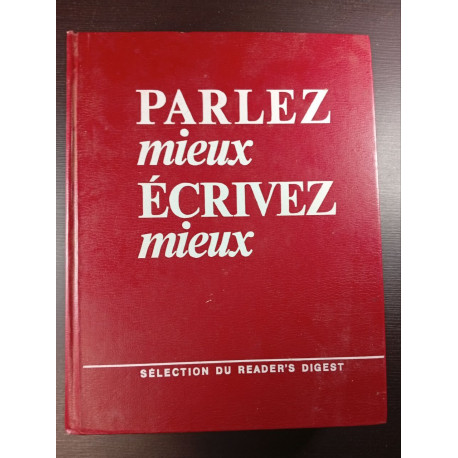 PARLEZ
mieux
ÉCRIVEZ
mieux
SÉLECTION DU READER'S DIGEST